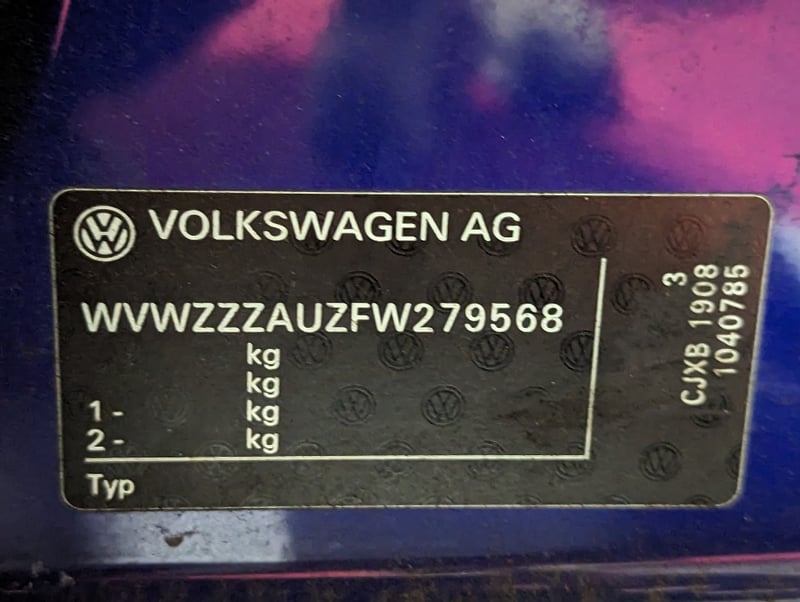 VOLKSWAGEN AG
WVWZZZAUZFW279568
kg
kg
1 - kg
2 - kg
Typ
3
CJXB 1908
1040785